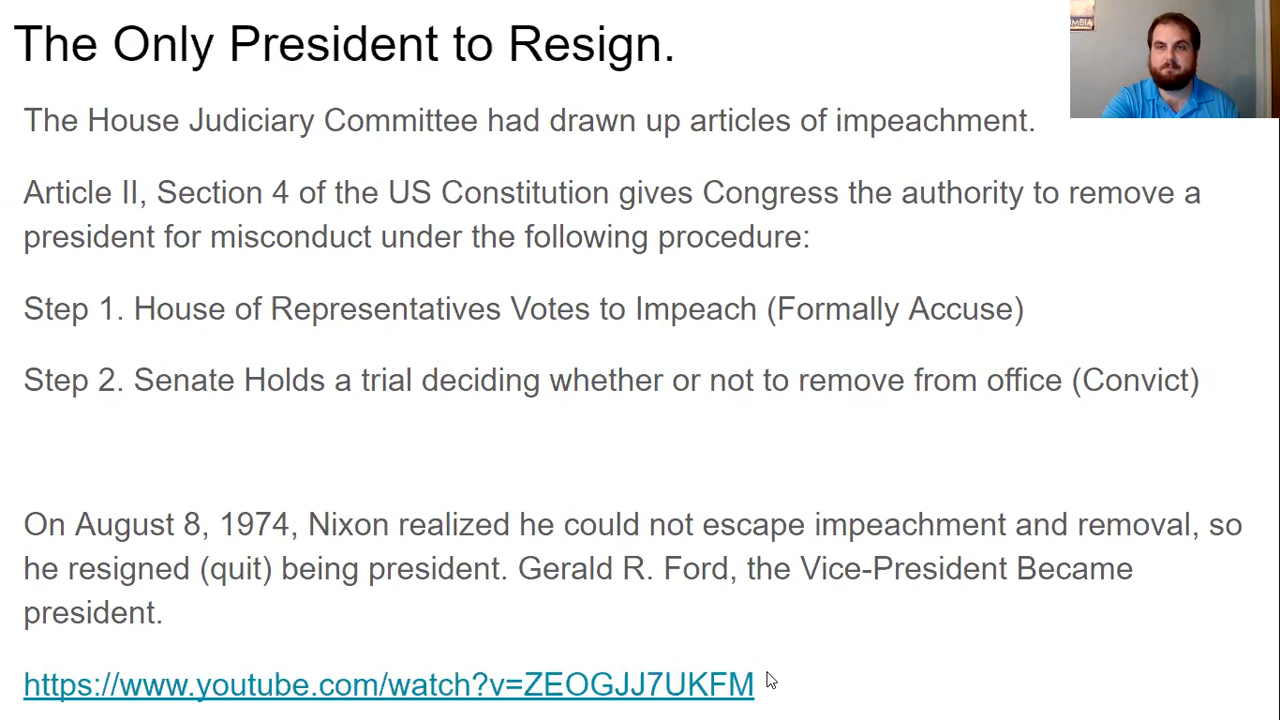 The Only President to Resign.
The House Judiciary Committee had drawn up articles of impeachment.
Article II, Section 4 of the US Constitution gives Congress the authority to remove a
president for misconduct under the following procedure:
Step 1. House of Representatives Votes to Impeach (Formally Accuse)
Step 2. Senate Holds a trial deciding whether or not to remove from office (Convict)
On August 8, 1974, Nixon realized he could not escape impeachment and removal, so
he resigned (quit) being president. Gerald R. Ford, the Vice-President Became
president.
https://www.youtube.com/watch?v=ZEOGJJ7UKFM